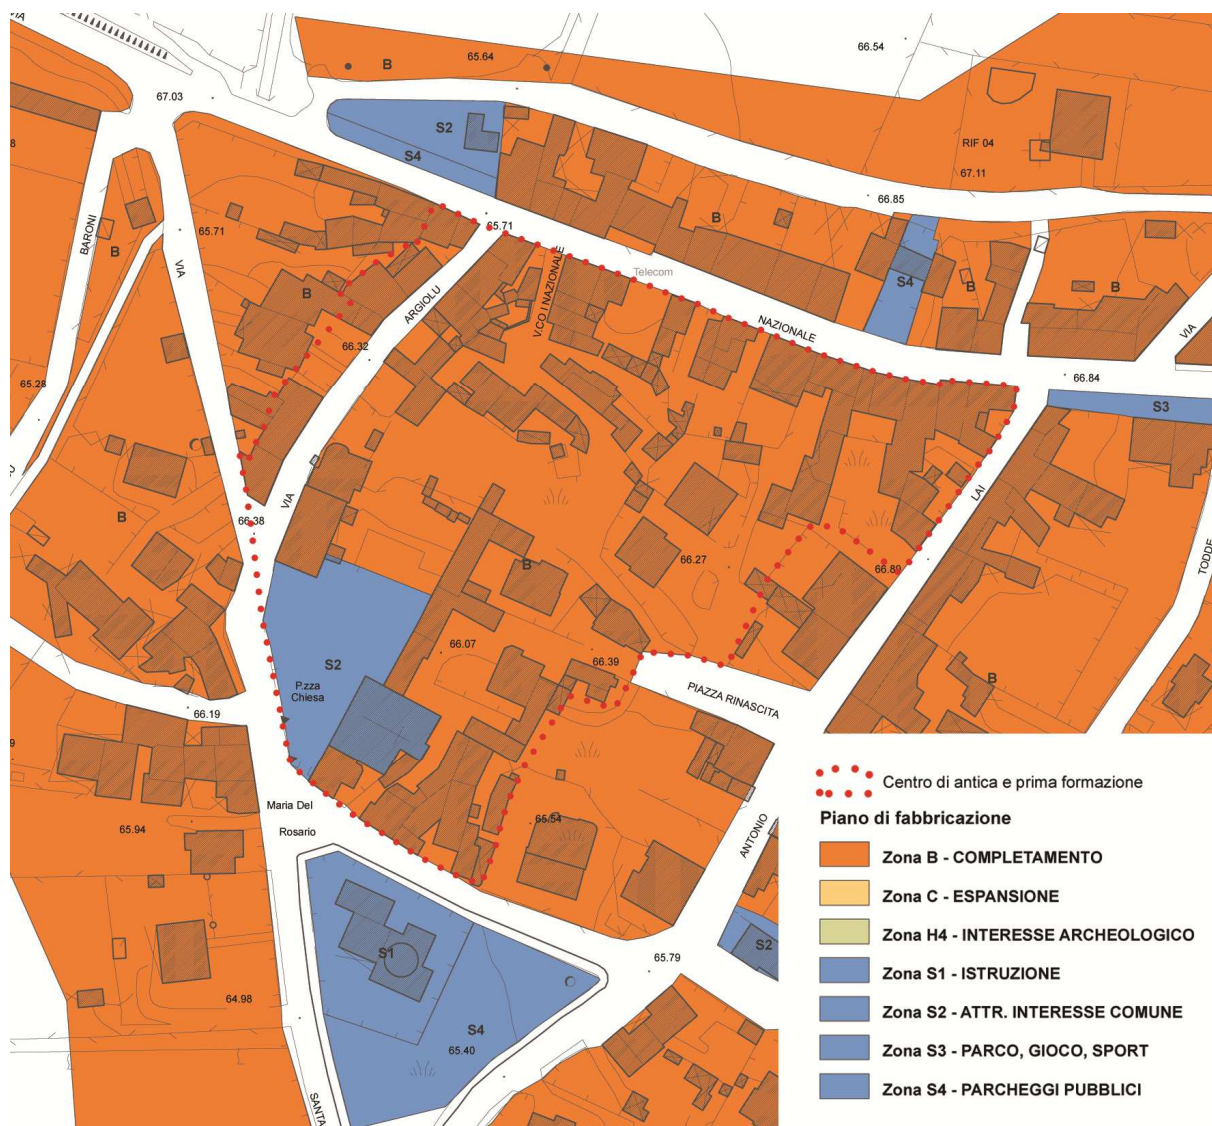 VIA
66.54
65.64
B
67.03
S2
S4
RIF 04
67.11
8
66.85
B
BARONI
B
65.71
VIA
65.71
V.CO I NAZIONALE
Telecom
S4
B
B
B
ARGIOLU
NAZIONALE
VIA
66.32
65.28
66.84
S3
B
66.38
VIA
LAI
66.27
B
66.89
TODDE
66.07
66.39
S2
P.zza
Chiesa
PIAZZA RINASCITA
B
66.19
9
Maria Del
Rosario
65.94
65.54
ANTONIO
S2
S1
65.79
64.98
S4
65.40
SANTA
Centro di antica e prima formazione
Piano di fabbricazione
Zona B - COMPLETAMENTO
Zona C - ESPANSIONE
Zona H4 - INTERESSE ARCHEOLOGICO
Zona S1 - ISTRUZIONE
Zona S2 - ATTR. INTERESSE COMUNE
Zona S3 - PARCO, GIOCO, SPORT
Zona S4 - PARCHEGGI PUBBLICI